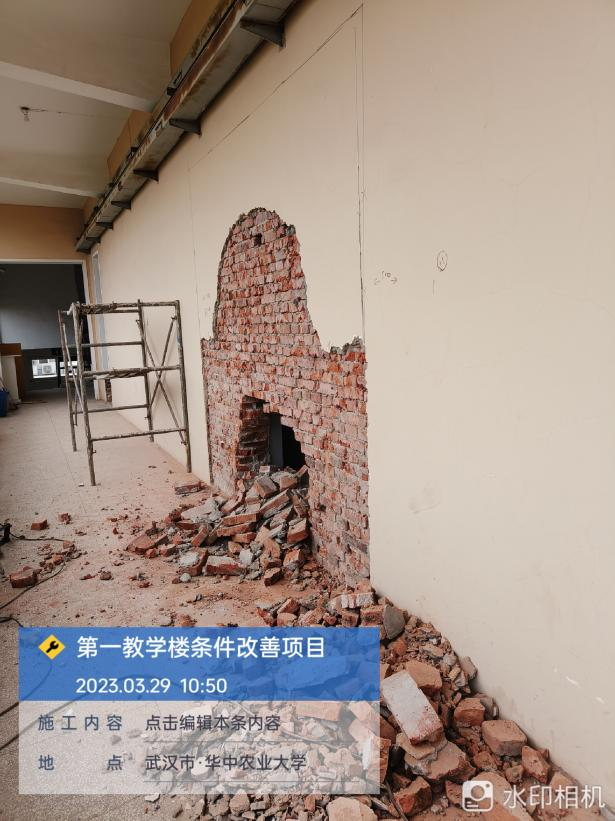 第一教学楼条件改善项目
2023.03.29 10:50
施工内容 点击编辑本条内容
地点 武汉市·华中农业大学
水印相机